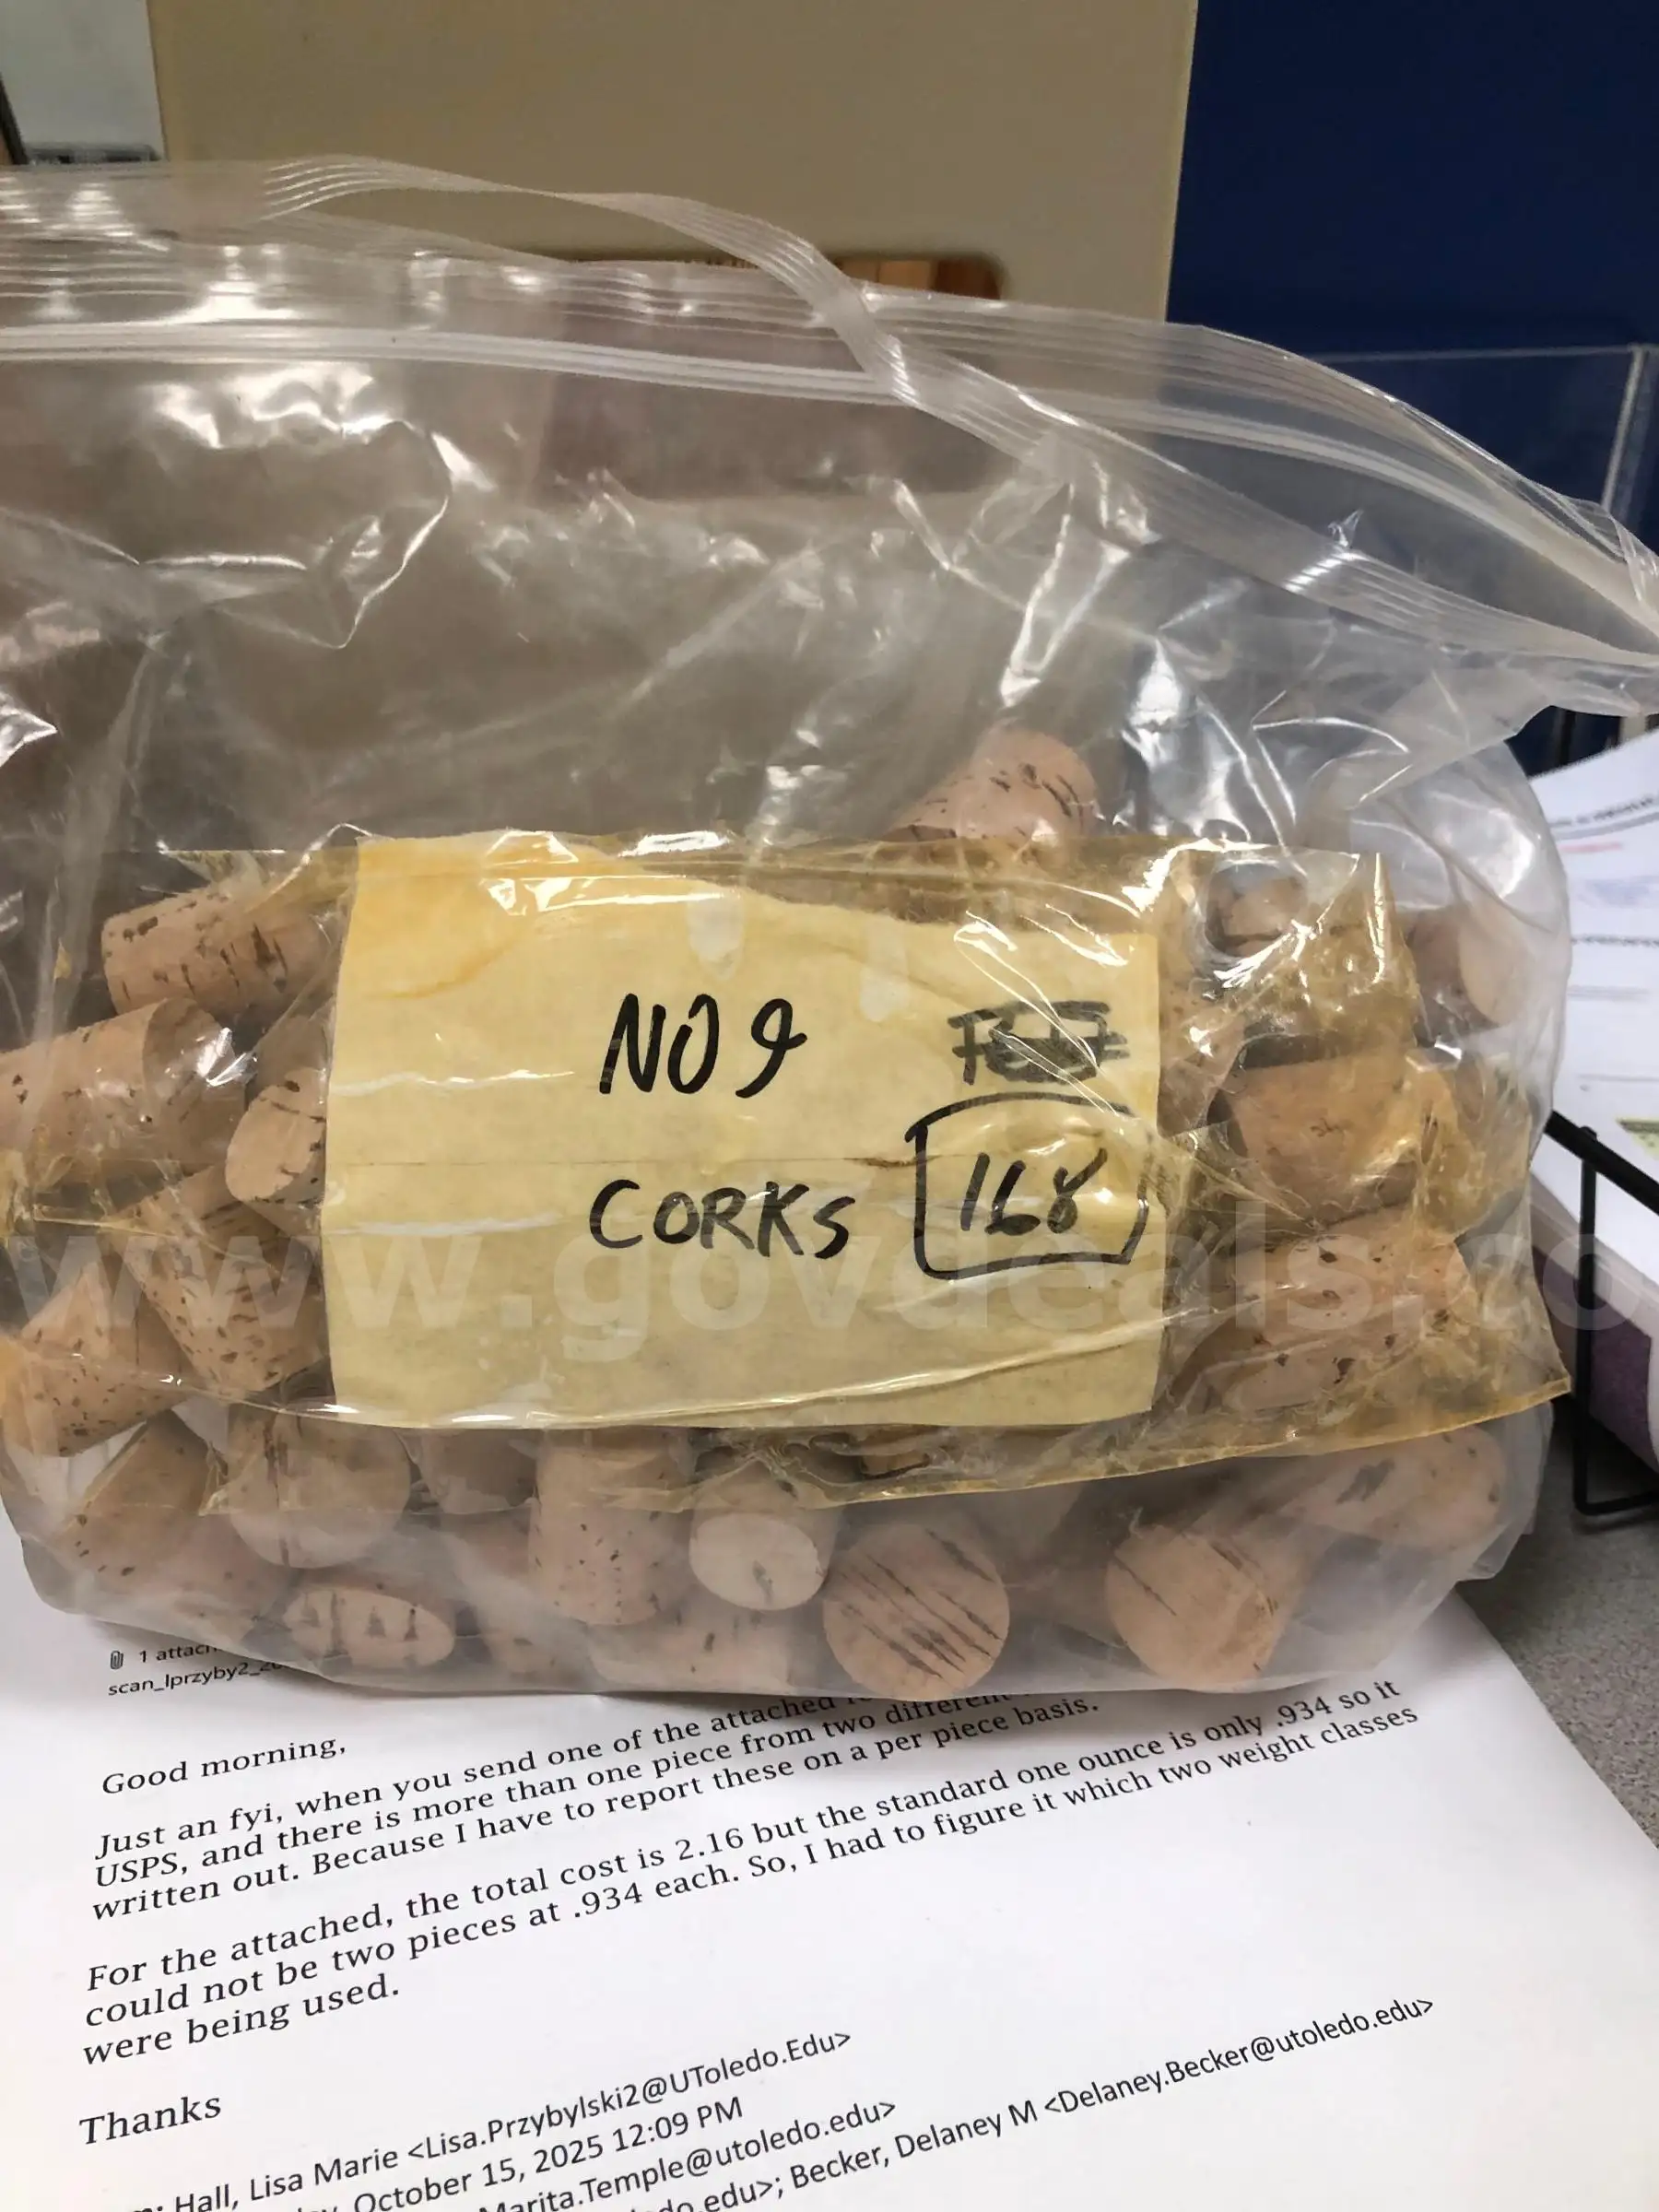 NO 9
CORKS 168
www.govdeals.co
1 attach
scan_lprzyby2_20
Good morning,
Just an fyi, when you send one of the attached
USPS, and there is more than one piece from two different
written out. Because I have to report these on a per piece basis.
For the attached, the total cost is 2.16 but the standard one ounce is only .934 so it
could not be two pieces at .934 each. So, I had to figure it which two weight classes
were being used.
Thanks
Hall, Lisa Marie <Lisa.Przybylski2@UToledo.Edu>
October 15, 2025 12:09 PM
Marita.Temple@utoledo.edu>
do.edu>; Becker, Delaney M <Delaney.Becker@utoledo.edu>